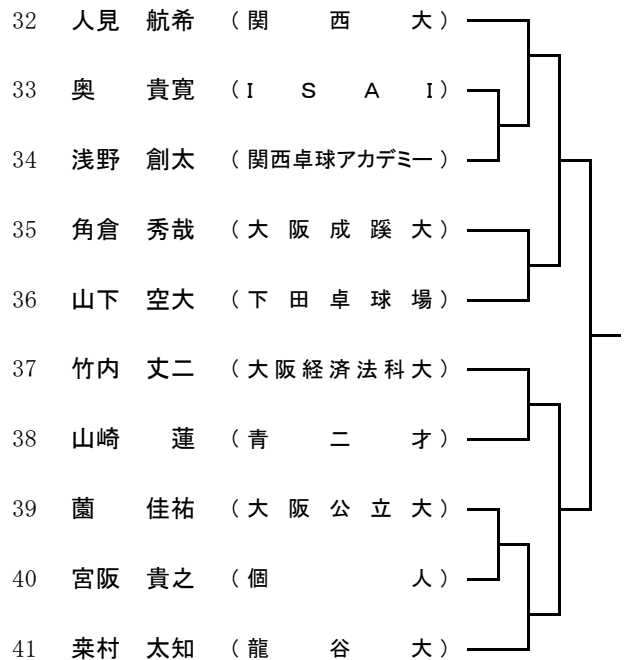 32 人見 航希 (関西大)
33 奥 貴寛 (ISAI)
34 浅野 創太 (関西卓球アカデミー)
35 角倉 秀哉 (大阪成蹊大)
36 山下 空大 (下田卓球場)
37 竹内 丈二 (大阪経済法科大)
38 山崎 蓮 (青二才)
39 薗 佳祐 (大阪公立大)
40 宮阪 貴之 (個人)
41 桒村 太知 (龍谷大)